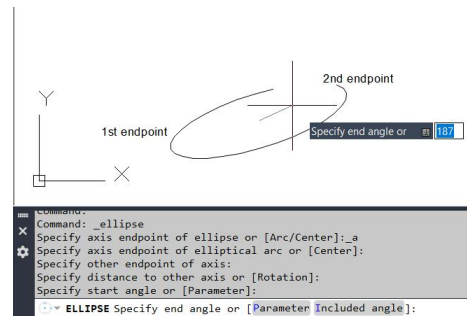 2nd endpoint
Y
1st endpoint
Specify end angle or 187
X
Command:
Command: _ellipse
Specify axis endpoint of ellipse or [Arc/Center]:_a
Specify axis endpoint of elliptical arc or [Center]:
Specify other endpoint of axis:
Specify distance to other axis or [Rotation]:
Specify start angle or [Parameter]:
ELLIPSE Specify end angle or [Parameter Included angle]: